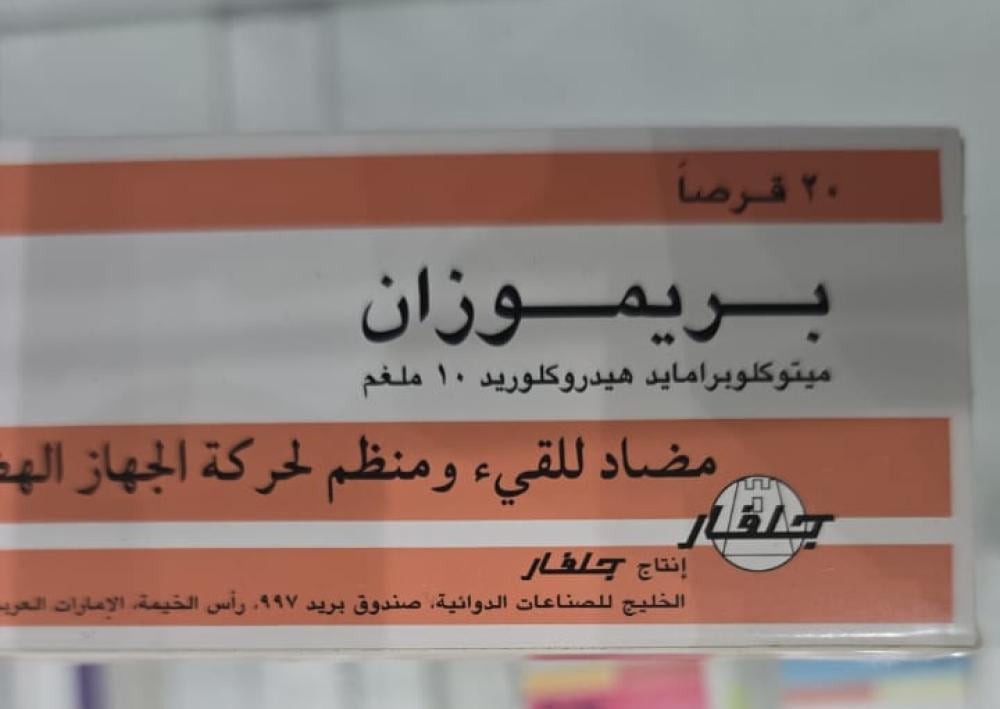 ٢٠ قرصاً
بريموزان
ميتوكلوبرامايد هيدروكلوريد ١٠ ملغم
مضاد للقيء ومنظم لحركة الجهاز
جلفار
إنتاج جلفار
الخليج للصناعات الدوائية، صندوق بريد ٩٩٧، رأس الخيمة، الإمارات